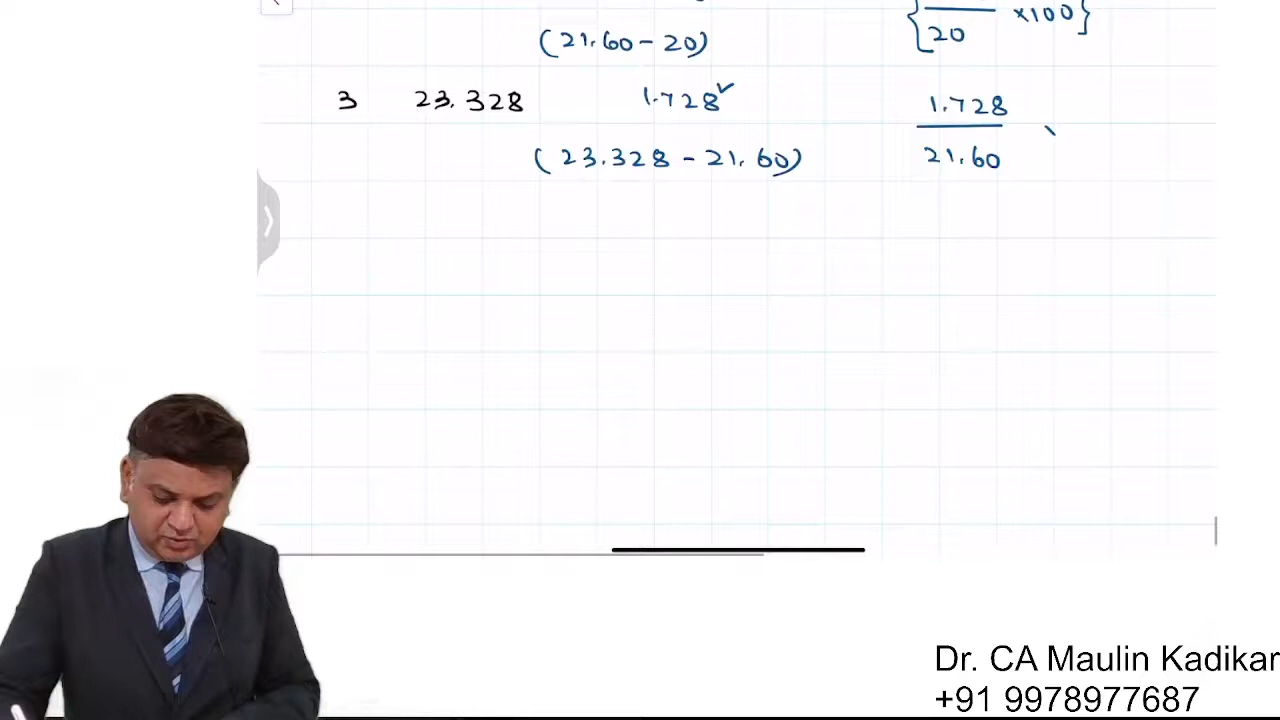 { 20 ×100 }
(21.60 - 20)
3 23.328 1.728✓ 1.728
(23.328 - 21.60) 21.60
Dr. CA Maulin Kadikar
+91 9978977687